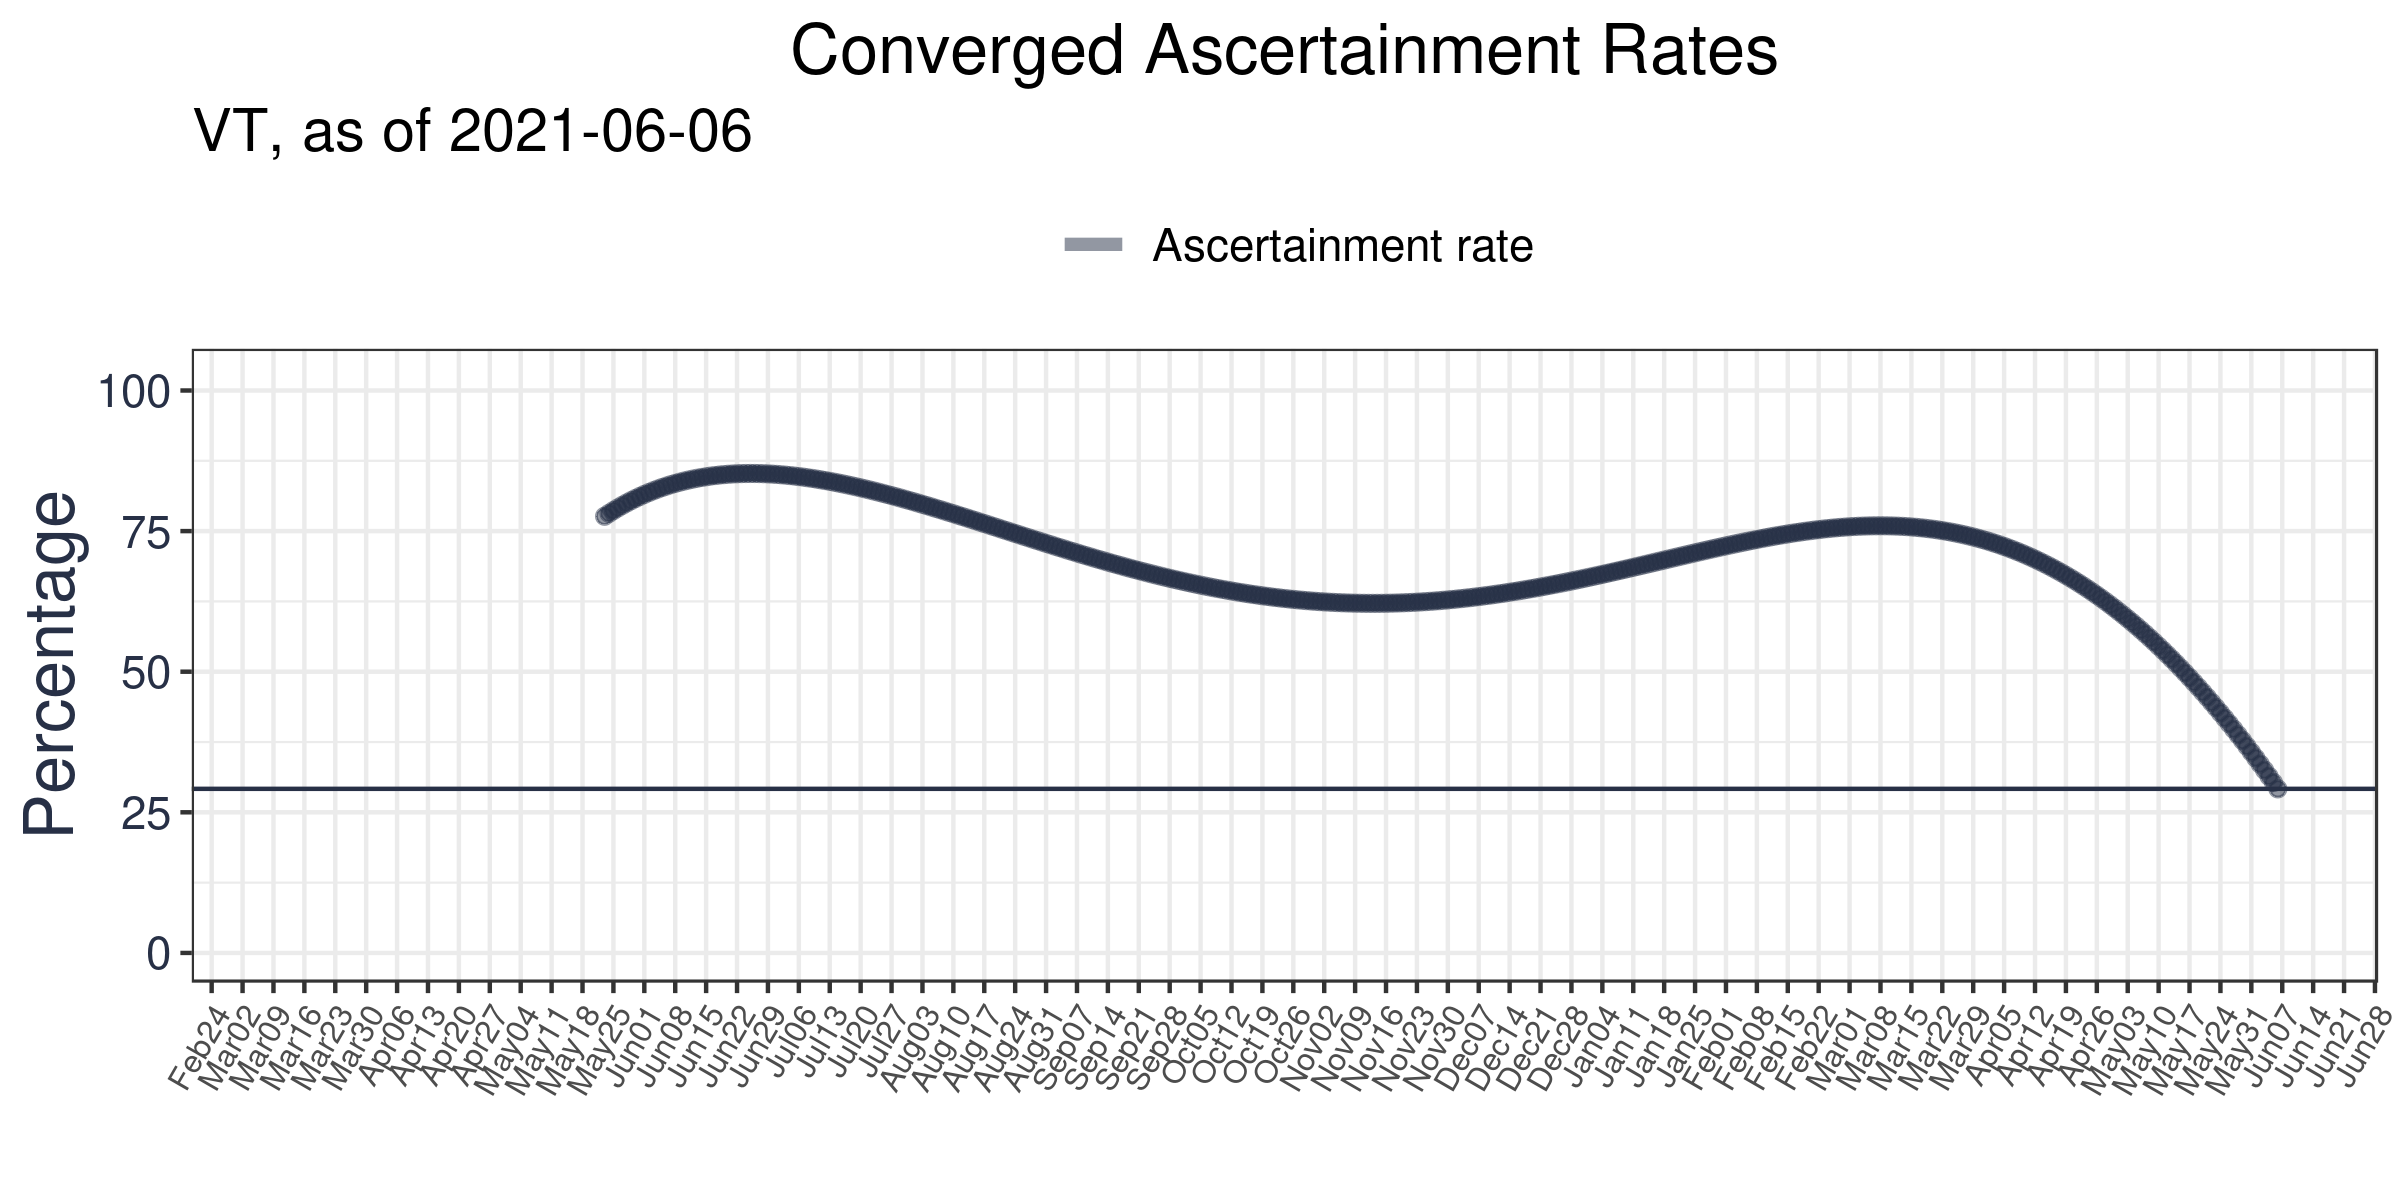 Converged Ascertainment Rates
VT, as of 2021-06-06
Ascertainment rate
Percentage
100
75
50
25
0
Feb24 Mar02 Mar09 Mar16 Mar23 Mar30 Apr06 Apr13 Apr20 Apr27 May04 May11 May18 May25 Jun01 Jun08 Jun15 Jun22 Jun29 Jul06 Jul13 Jul20 Jul27 Aug03 Aug10 Aug17 Aug24 Aug31 Sep07 Sep14 Sep21 Sep28 Oct05 Oct12 Oct19 Oct26 Nov02 Nov09 Nov16 Nov23 Nov30 Dec07 Dec14 Dec21 Dec28 Jan04 Jan11 Jan18 Jan25 Feb01 Feb08 Feb15 Feb22 Mar01 Mar08 Mar15 Mar22 Mar29 Apr05 Apr12 Apr19 Apr26 May03 May10 May17 May24 May31 Jun07 Jun14 Jun21 Jun28